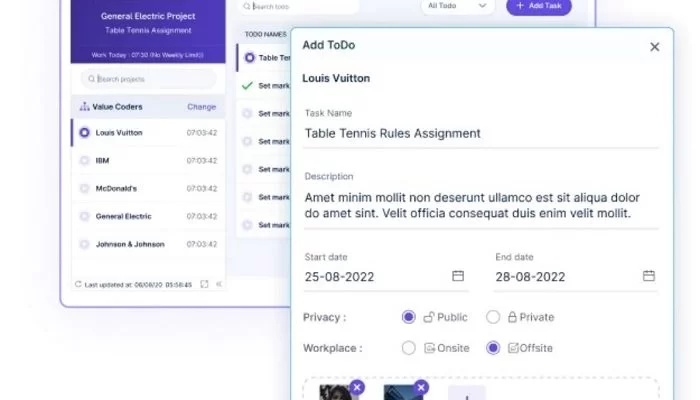 General Electric Project
Table Tennis Assignment
Work Today : 07:30 (No Weekly Limit)
Search projects
Value Coders Change
Louis Vuitton 07:03:42
IBM 07:03:42
McDonald's 07:03:42
General Electric 07:03:42
Johnson & Johnson 07:03:42
Last updated at: 06/09/20 05:58:45
Search todo
All Todo
+ Add Task
TODO NAMES
Table Ter
Set mark
Set mark
Set mark
Set mark
Set mark
Set mark
Add ToDo
Louis Vuitton
Task Name
Table Tennis Rules Assignment
Description
Amet minim mollit non deserunt ullamco est sit aliqua dolor
do amet sint. Velit officia consequat duis enim velit mollit.
Start date End date
25-08-2022 28-08-2022
Privacy : Public Private
Workplace : Onsite Offsite